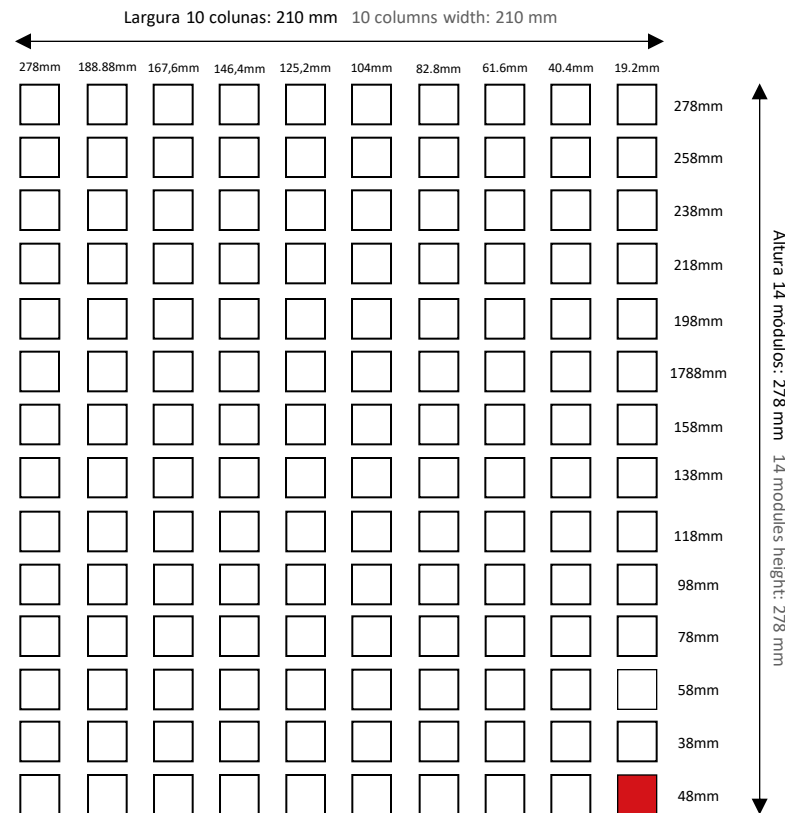 Largura 10 colunas: 210 mm 10 columns width: 210 mm
278mm 188.88mm 167,6mm 146,4mm 125,2mm 104mm 82.8mm 61.6mm 40.4mm 19.2mm
278mm
258mm
238mm
218mm
198mm
1788mm
158mm
138mm
118mm
98mm
78mm
58mm
38mm
48mm
Altura 14 módulos: 278 mm 14 modules height: 278 mm